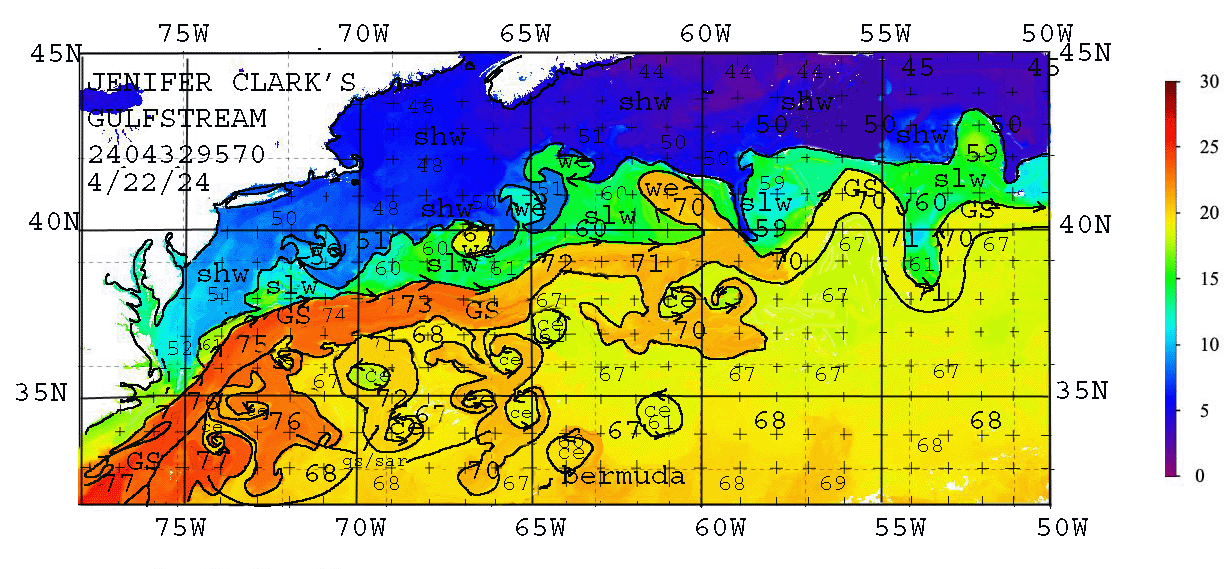 75W 70W 65W 60W 55W 50W
45N 45N
JENIFER CLARK'S
GULFSTREAM
2404329570
4/22/24
44 44 44 45 45
46 shw shw
shw 51 50 50 50 shw 50
48 50 we 59
we 51 60 we 70 59 GS 70 slw
50 48 shw we slw slw 60 GS
40N 40N
51 60 59
we 60 we 71 70 67
shw 60 slw 61 72 71 70 67 61
51 slw 73 GS 67 ce 67 71
GS 74 68 ce 70
52 61 75 71 ce
67 ce 67 67 67 67
35N 35N
72 ce ce ce
76 67 ce 61 68 68
ce 67 68
GS 77 68 gs/sar 70 ce
77 68 67 Bermuda 68 69
75W 70W 65W 60W 55W 50W
30
25
20
15
10
5
0